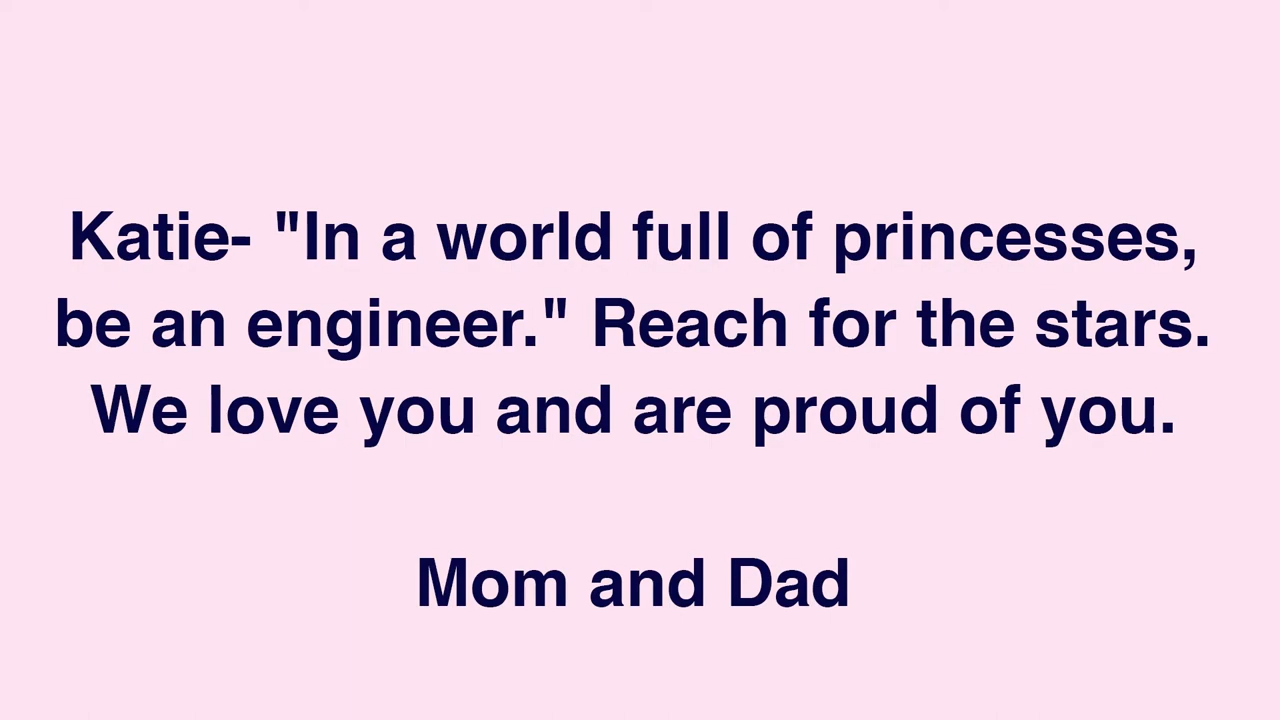 Katie- "In a world full of princesses,
be an engineer." Reach for the stars.
We love you and are proud of you.
Mom and Dad